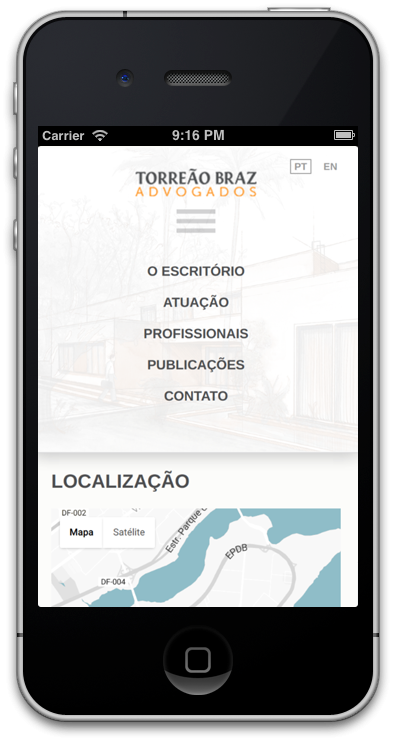 Carrier 9:16 PM
PT EN
TORREÃO BRAZ
ADVOGADOS
O ESCRITÓRIO
ATUAÇÃO
PROFISSIONAIS
PUBLICAÇÕES
CONTATO
LOCALIZAÇÃO
DF-002
Mapa Satélite
Estr. Parque
EPDB
DF-004